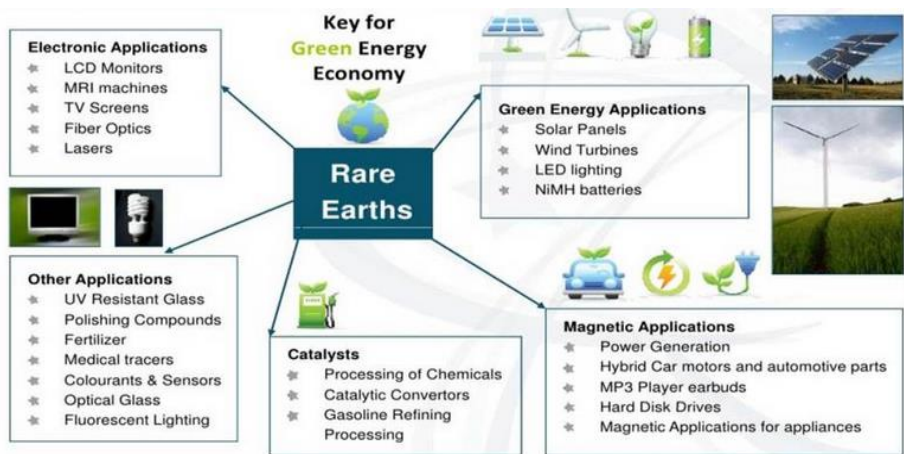 Key for
Green Energy
Economy
Electronic Applications
LCD Monitors
MRI machines
TV Screens
Fiber Optics
Lasers
Rare
Earths
Green Energy Applications
Solar Panels
Wind Turbines
LED lighting
NiMH batteries
Other Applications
UV Resistant Glass
Polishing Compounds
Fertilizer
Medical tracers
Colourants & Sensors
Optical Glass
Fluorescent Lighting
Catalysts
Processing of Chemicals
Catalytic Convertors
Gasoline Refining
Processing
Magnetic Applications
Power Generation
Hybrid Car motors and automotive parts
MP3 Player earbuds
Hard Disk Drives
Magnetic Applications for appliances